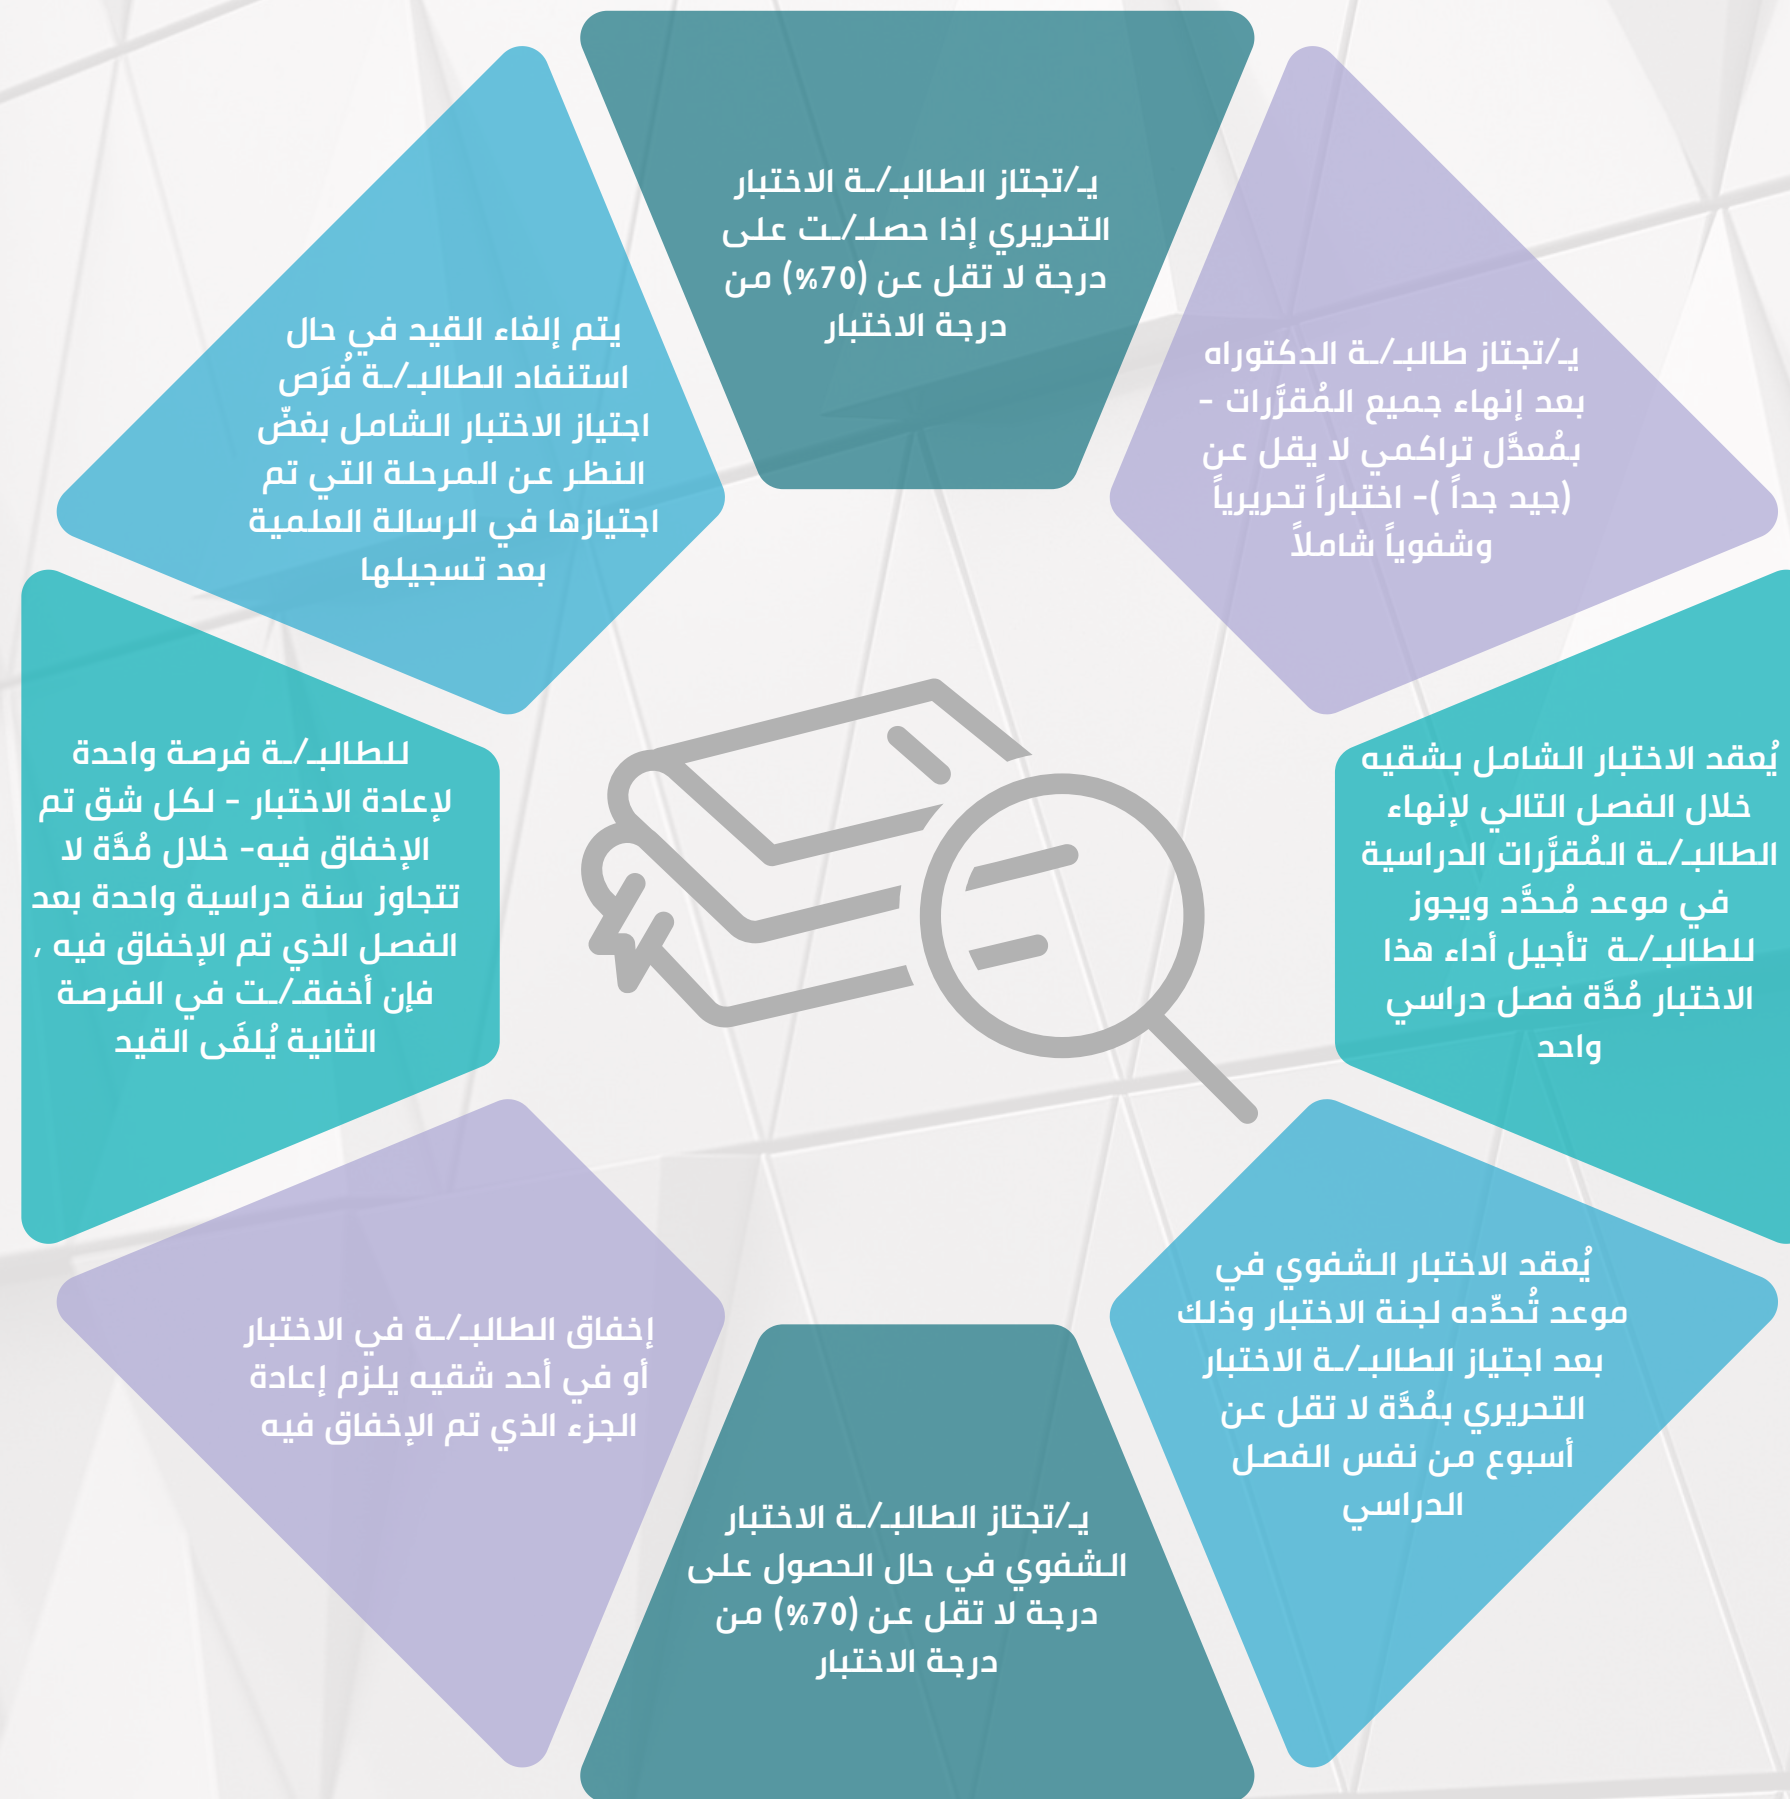 يـ/تجتاز الطالبـ/ـة الاختبار
التحريري إذا حصلـ/ـت على
درجة لا تقل عن (70%) من
درجة الاختبار
يـ/تجتاز طالبـ/ـة الدكتوراه
بعد إنهاء جميع المُقرَّرات -
بمُعدَّل تراكمي لا يقل عن
(جيد جداً )- اختباراً تحريرياً
وشفوياً شاملاً
يُعقد الاختبار الشامل بشقيه
خلال الفصل التالي لإنهاء
الطالبـ/ـة المُقرَّرات الدراسية
في موعد مُحدَّد ويجوز
للطالبـ/ـة تأجيل أداء هذا
الاختبار مُدَّة فصل دراسي
واحد
يُعقد الاختبار الشفوي في
موعد تُحدِّده لجنة الاختبار وذلك
بعد اجتياز الطالبـ/ـة الاختبار
التحريري بمُدَّة لا تقل عن
أسبوع من نفس الفصل
الدراسي
يـ/تجتاز الطالبـ/ـة الاختبار
الشفوي في حال الحصول على
درجة لا تقل عن (70%) من
درجة الاختبار
إخفاق الطالبـ/ـة في الاختبار
أو في أحد شقيه يلزم إعادة
الجزء الذي تم الإخفاق فيه
للطالبـ/ـة فرصة واحدة
لإعادة الاختبار - لكل شق تم
الإخفاق فيه- خلال مُدَّة لا
تتجاوز سنة دراسية واحدة بعد
الفصل الذي تم الإخفاق فيه ،
فإن أخفقـ/ـت في الفرصة
الثانية يُلغَى القيد
يتم إلغاء القيد في حال
استنفاد الطالبـ/ـة فُرَص
اجتياز الاختبار الشامل بغضّ
النظر عن المرحلة التي تم
اجتيازها في الرسالة العلمية
بعد تسجيلها